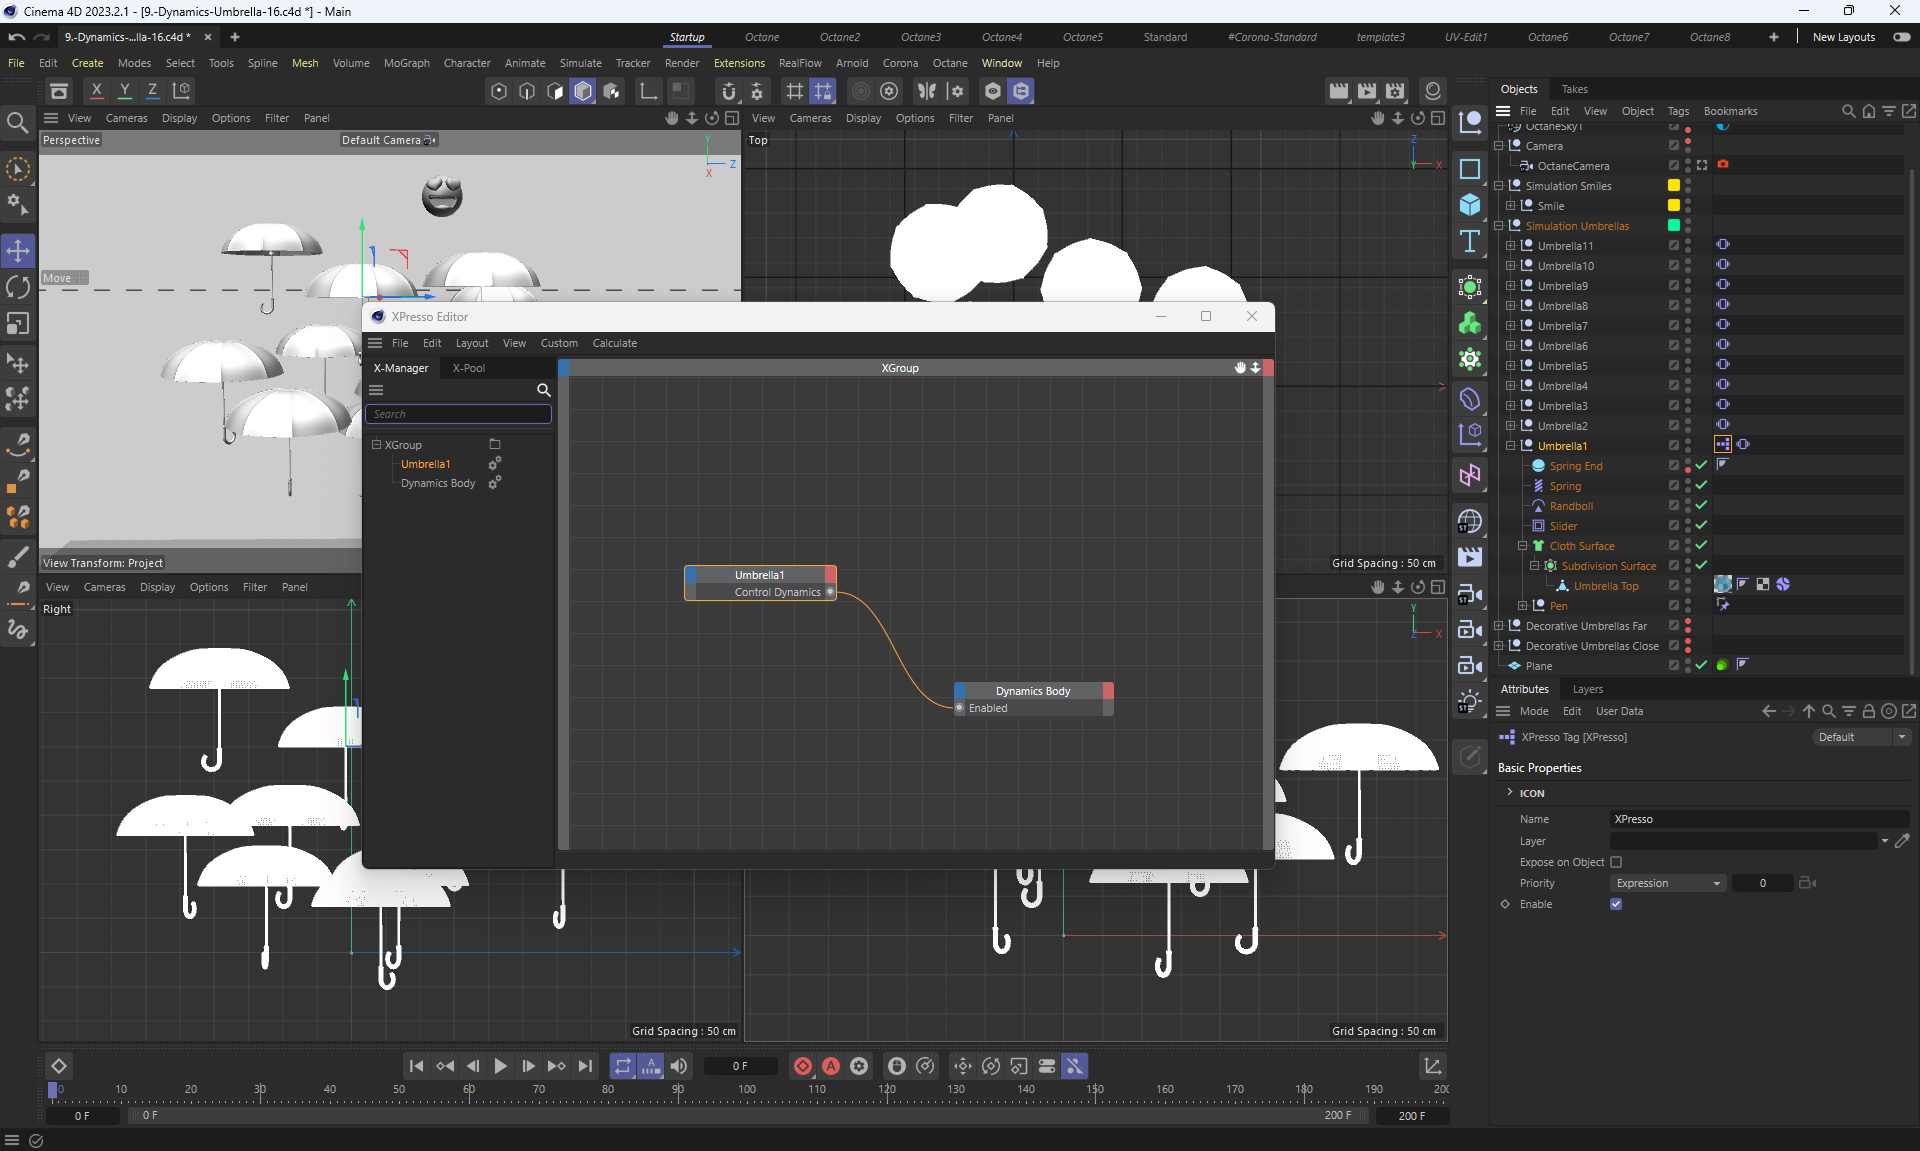 Cinema 4D 2023.2.1 - [9.-Dynamics-Umbrella-16.c4d *] - Main
9.-Dynamics-...lla-16.c4d *
Startup Octane Octane2 Octane3 Octane4 Octane5 Standard #Corona-Standard template3 UV-Edit1 Octane6 Octane7 Octane8 New Layouts
File Edit Create Modes Select Tools Spline Mesh Volume MoGraph Character Animate Simulate Tracker Render Extensions RealFlow Arnold Corona Octane Window Help
X Y Z
View Cameras Display Options Filter Panel
Perspective
Default Camera
Y
Z
X
Move
View Transform: Project
View Cameras Display Options Filter Panel
Top
Z
Y
X
Grid Spacing : 50 cm
View Cameras Display Options Filter Panel
Right
Grid Spacing : 50 cm
Y
Z
X
Grid Spacing : 50 cm
XPresso Editor
File Edit Layout View Custom Calculate
X-Manager X-Pool
Search
XGroup
Umbrella1
Dynamics Body
XGroup
Umbrella1
Control Dynamics
Dynamics Body
Enabled
ST
ST
ST
ST
Objects Takes
File Edit View Object Tags Bookmarks
OctaneSky1
Camera
OctaneCamera
Simulation Smiles
Smile
Simulation Umbrellas
Umbrella11
Umbrella10
Umbrella9
Umbrella8
Umbrella7
Umbrella6
Umbrella5
Umbrella4
Umbrella3
Umbrella2
Umbrella1
Spring End
Spring
Randboll
Slider
Cloth Surface
Subdivision Surface
Umbrella Top
Pen
Decorative Umbrellas Far
Decorative Umbrellas Close
Plane
Attributes Layers
Mode Edit User Data
XPresso Tag [XPresso]
Default
Basic Properties
ICON
Name XPresso
Layer
Expose on Object
Priority Expression 0
Enable
0 F
0 10 20 30 40 50 60 70 80 90 100 110 120 130 140 150 160 170 180 190 200
0 F 0 F 200 F 200 F